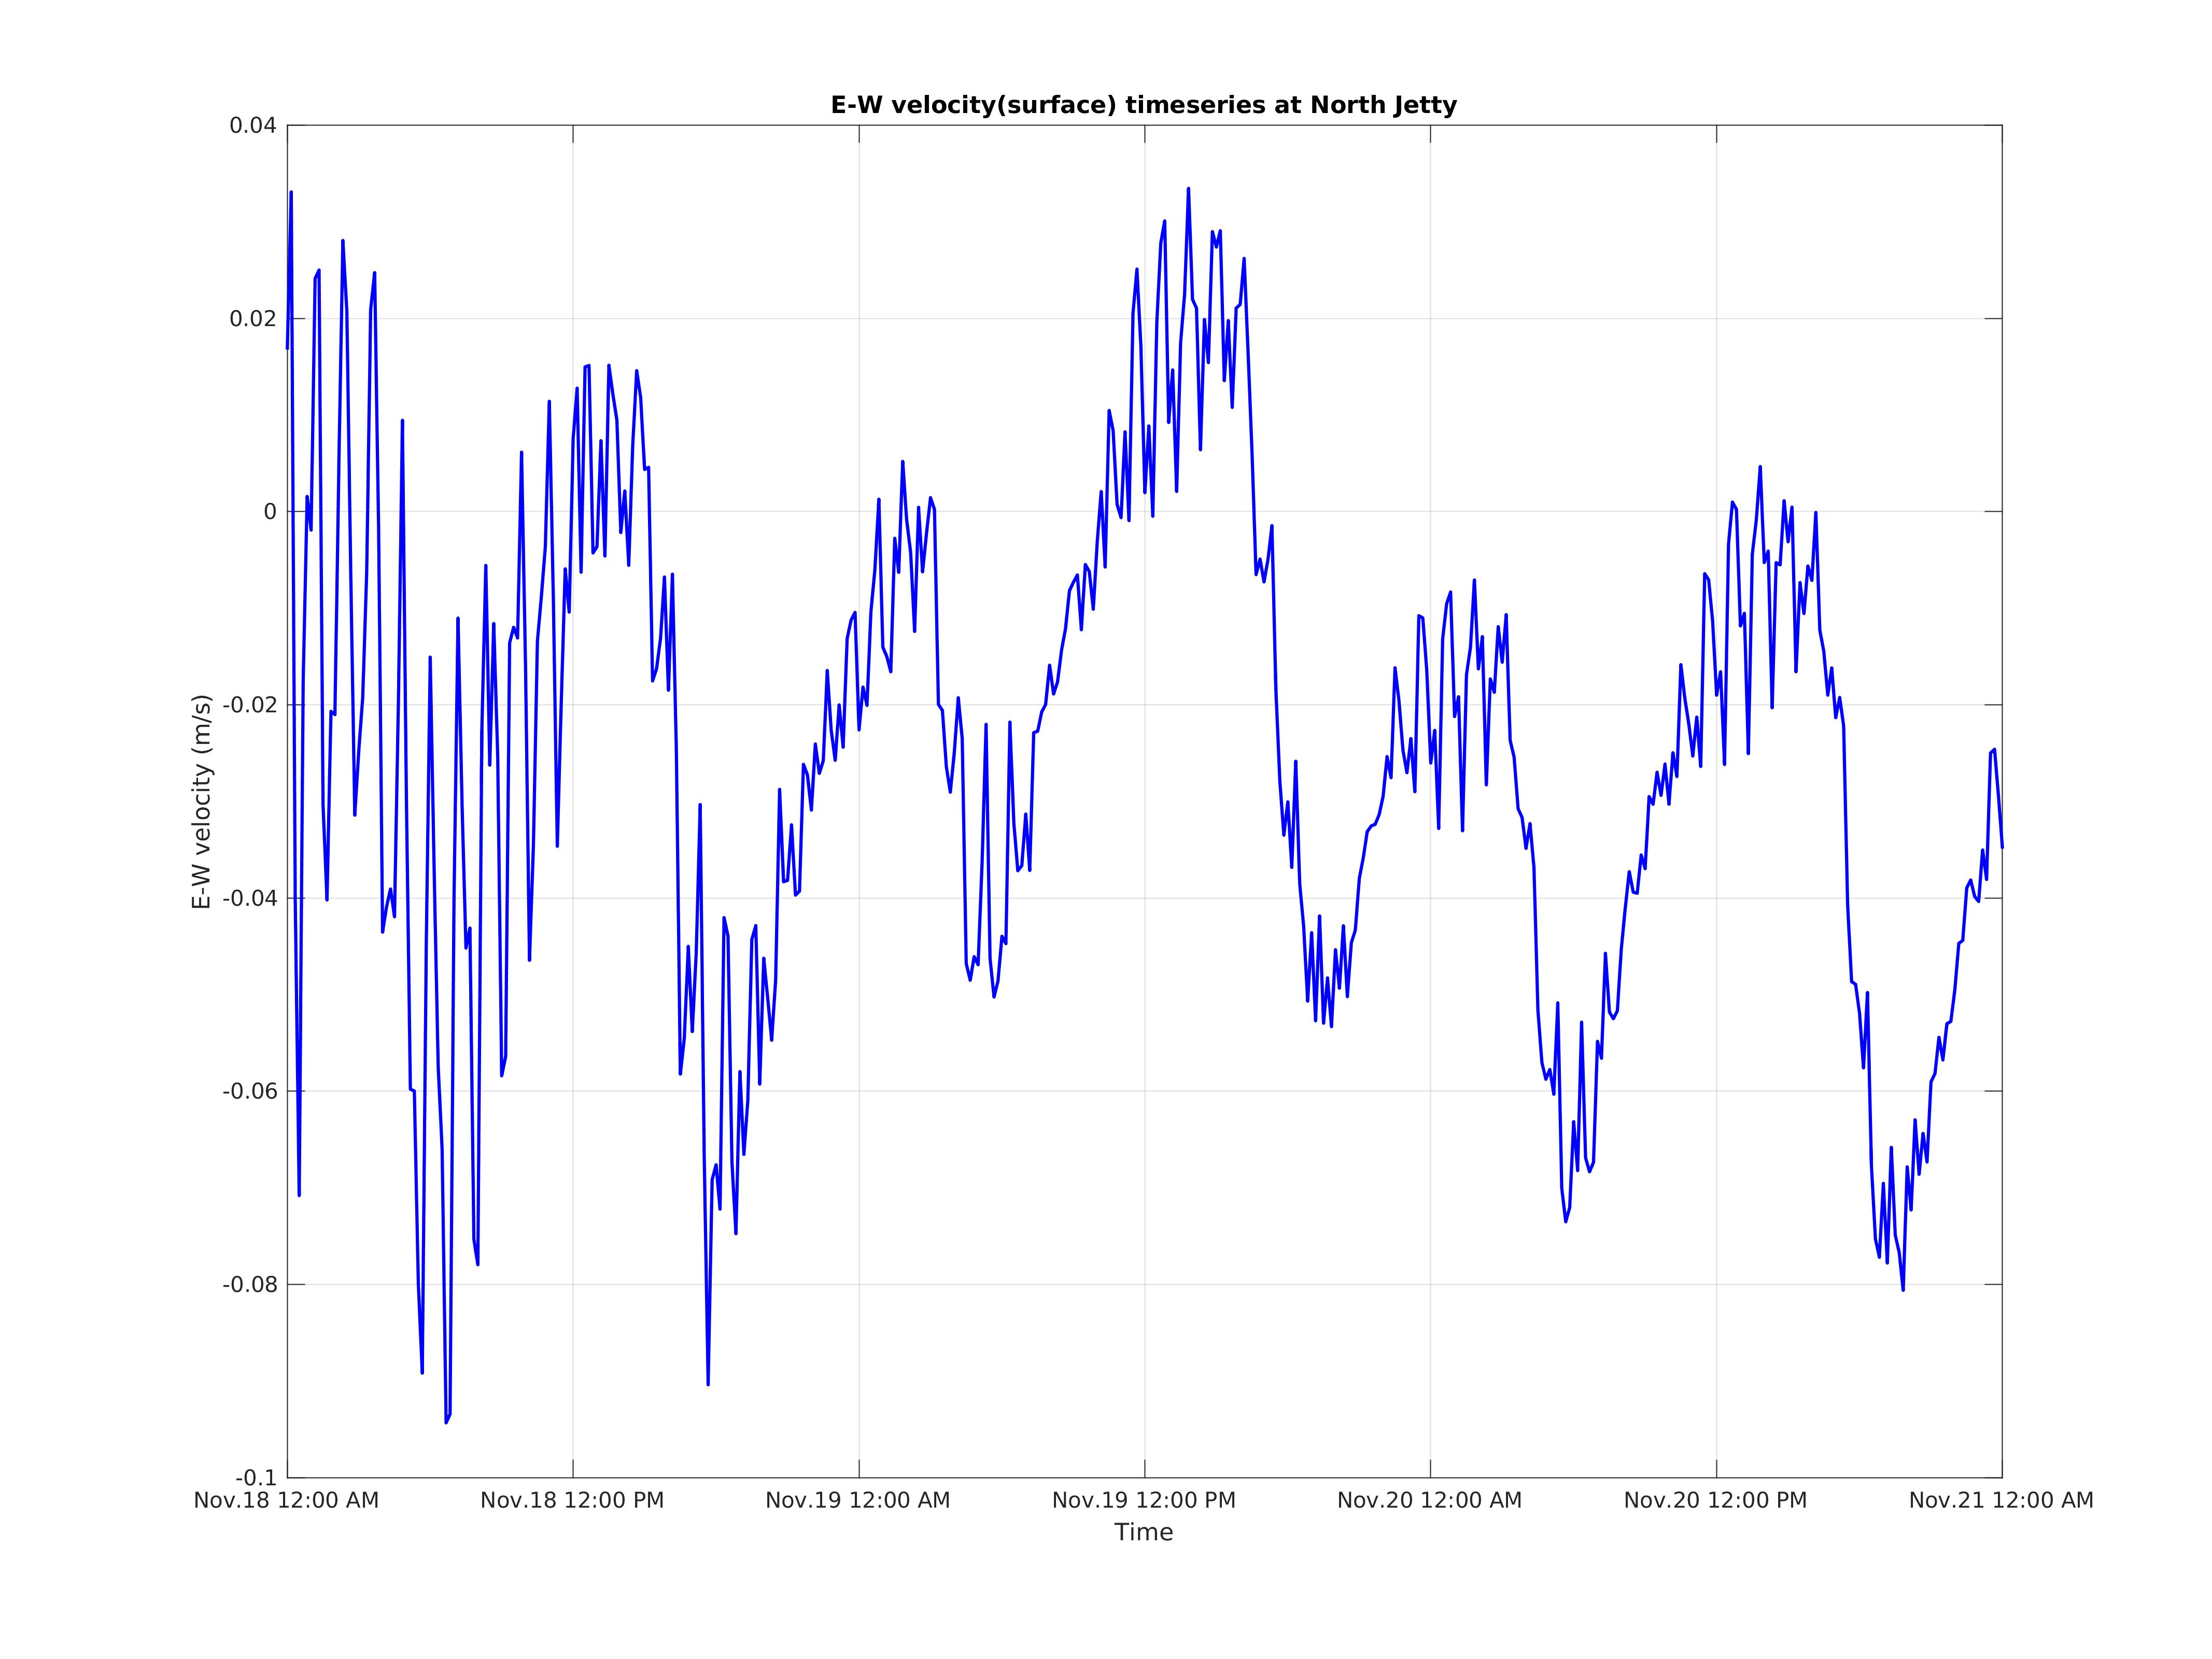 E-W velocity(surface) timeseries at North Jetty
0.04
0.02
0
-0.02
-0.04
-0.06
-0.08
-0.1
E-W velocity (m/s)
Nov.18 12:00 AM Nov.18 12:00 PM Nov.19 12:00 AM Nov.19 12:00 PM Nov.20 12:00 AM Nov.20 12:00 PM Nov.21 12:00 AM
Time